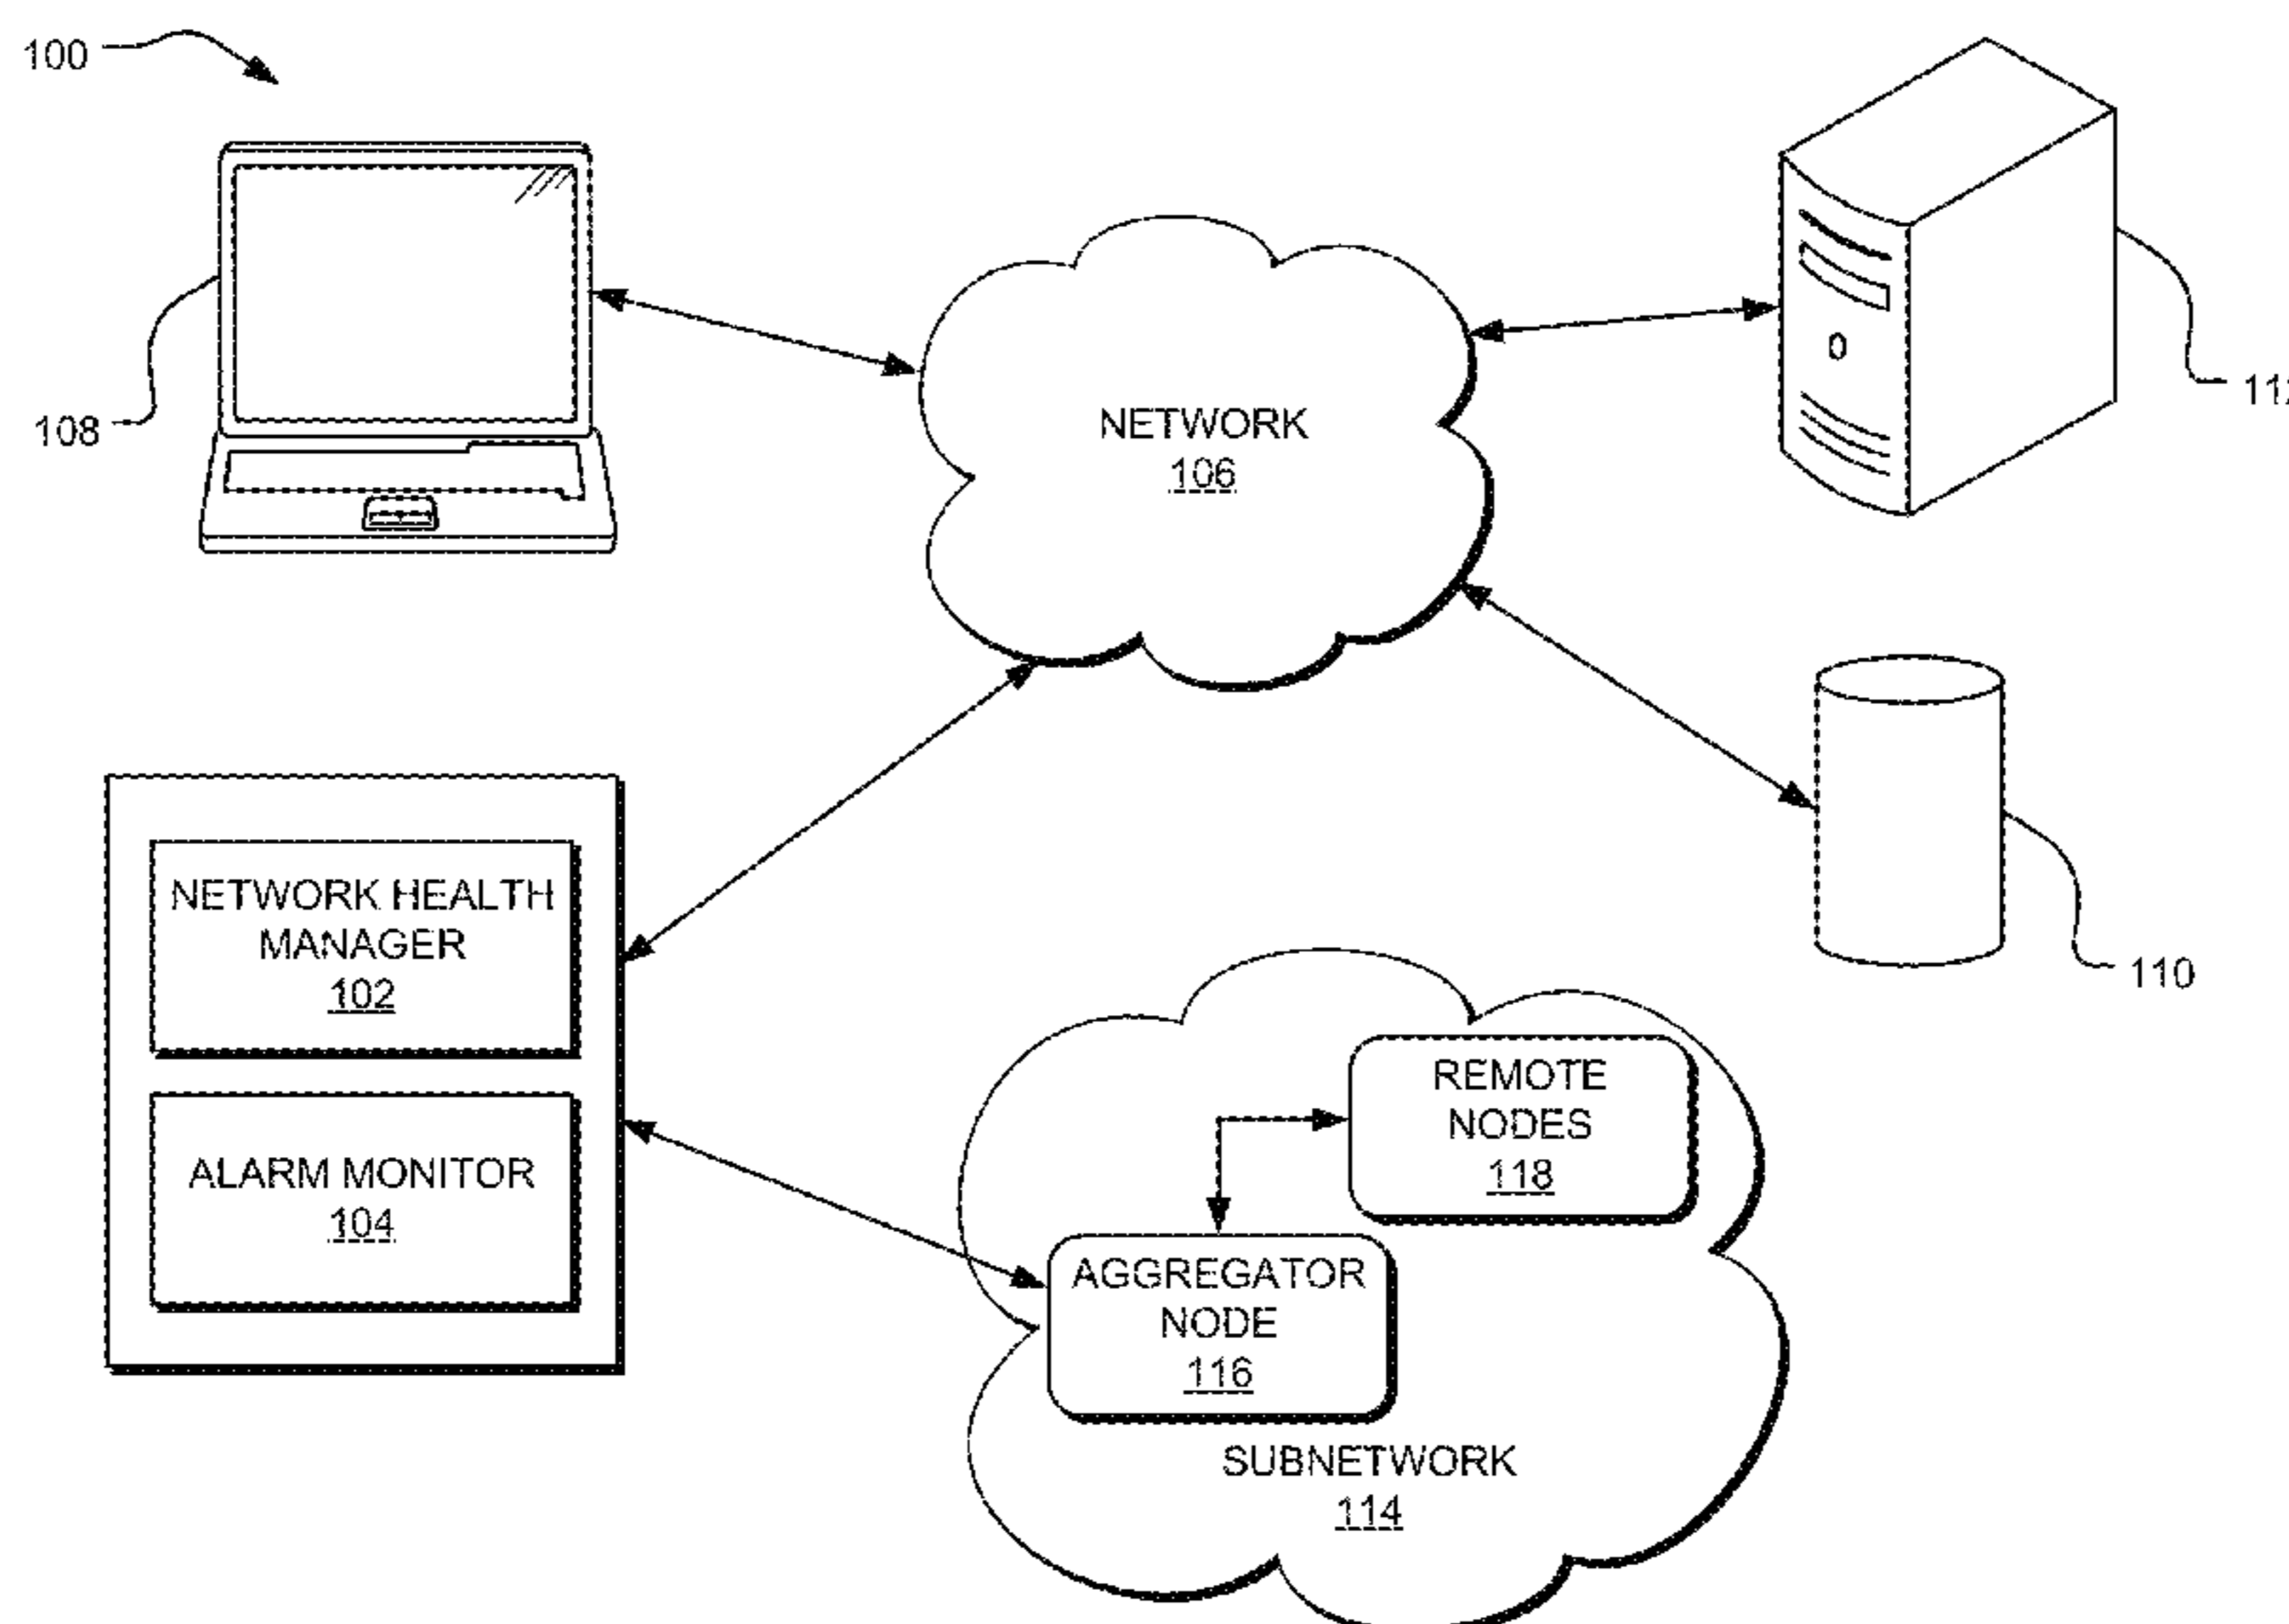 100
108
NETWORK
106
NETWORK HEALTH
MANAGER
102
ALARM MONITOR
104
110
REMOTE
NODES
118
AGGREGATOR
NODE
116
SUBNETWORK
114